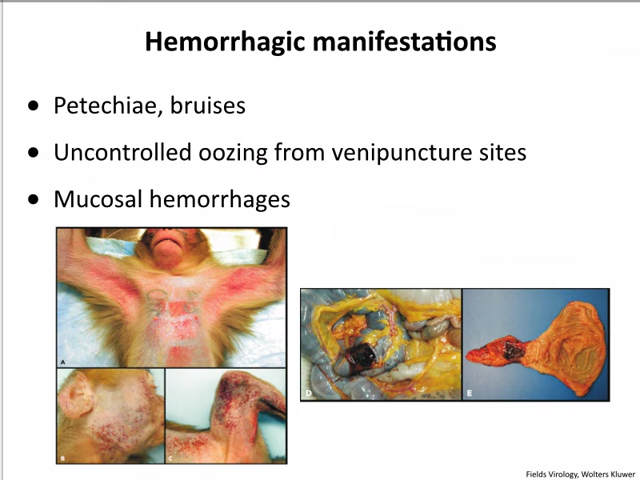 Hemorrhagic manifestations
• Petechiae, bruises
• Uncontrolled oozing from venipuncture sites
• Mucosal hemorrhages
A
B
C
D
E
Fields Virology, Wolters Kluwer